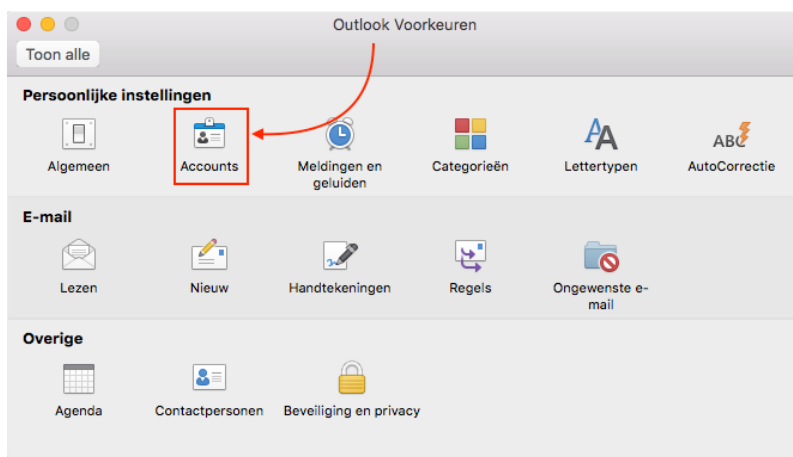 Outlook Voorkeuren
Toon alle
Persoonlijke instellingen
Algemeen
Accounts
Meldingen en
geluiden
Categorieën
Lettertypen
ABC
AutoCorrectie
E-mail
Lezen
Nieuw
Handtekeningen
Regels
Ongewenste e-
mail
Overige
Agenda
Contactpersonen
Beveiliging en privacy